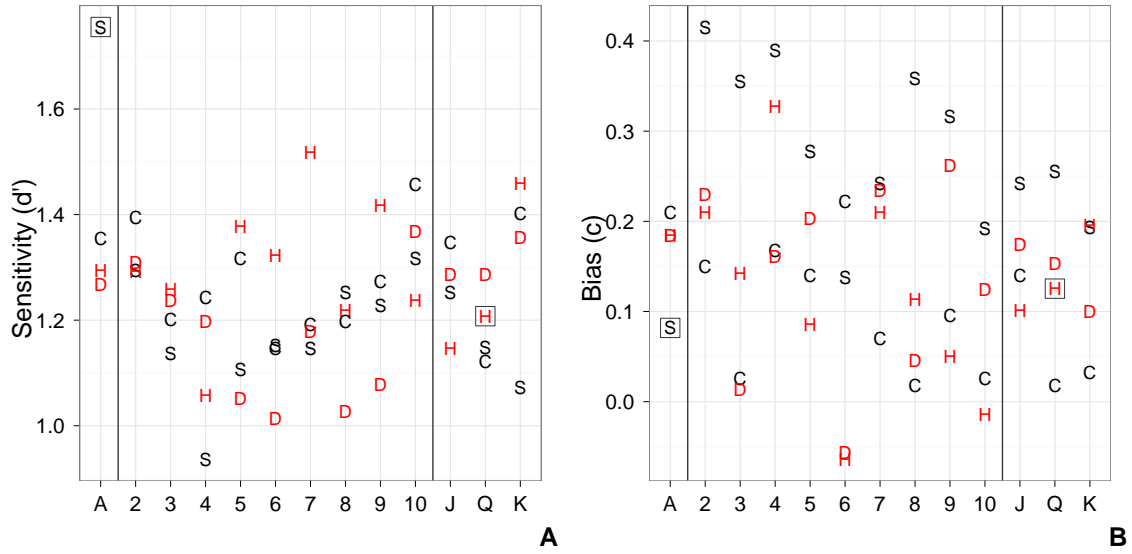 Sensitivity (d')
1.6
1.4
1.2
1.0
S C H D
C D S H
H D C S
C D H S
H C S D
H S C D
H C D S
S H C D
H C S D
C D S H
C D S H
D H S C
H C D S
A 2 3 4 5 6 7 8 9 10 J Q K
A
Bias (c)
0.4
0.3
0.2
0.1
0.0
C D H S
S D H C
S H C D
S H C D
S D C H
C S D H
S D H C
S H D C
S D C H
S D C H
S D C H
S D H C
H S D C
A 2 3 4 5 6 7 8 9 10 J Q K
B